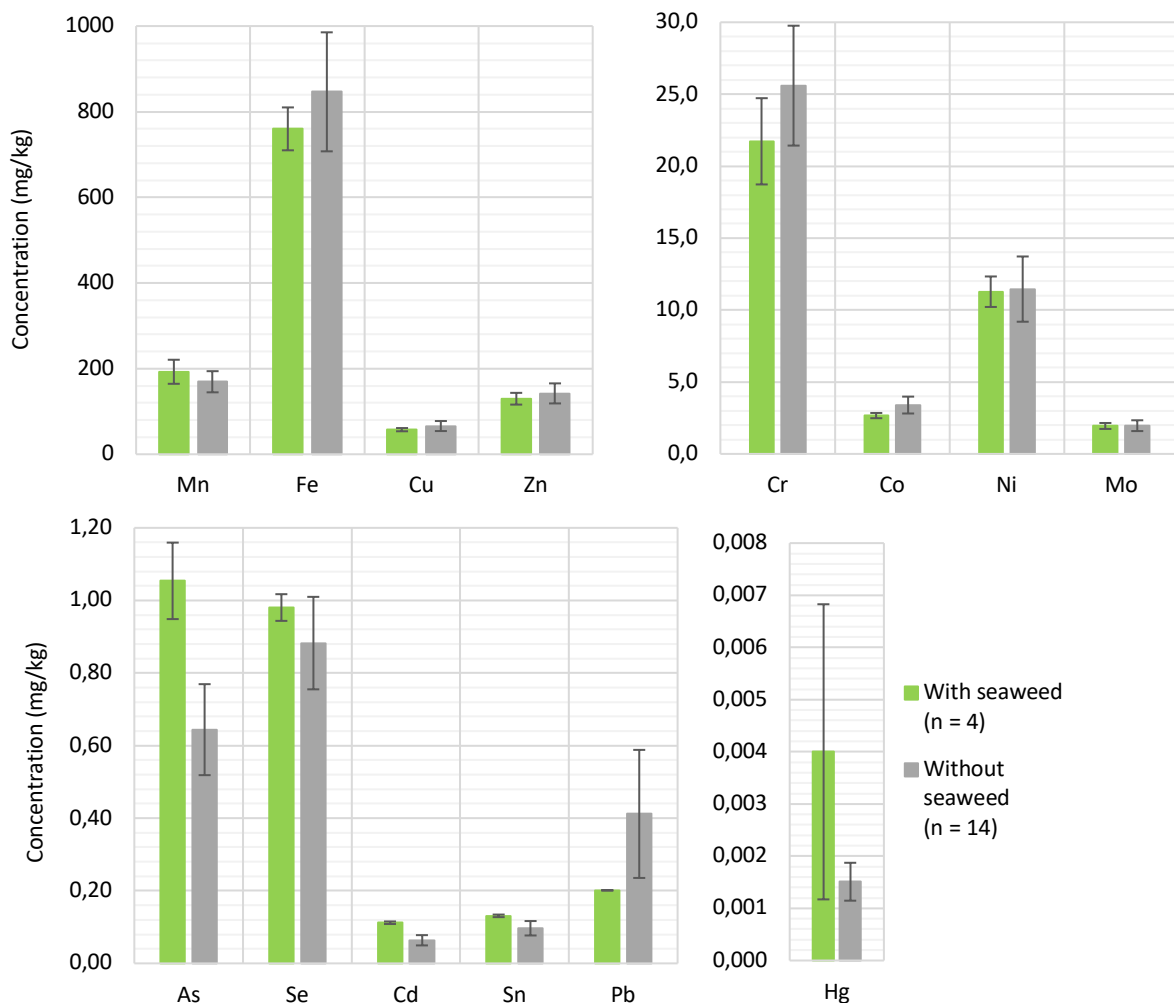 Concentration (mg/kg)
1000
800
600
400
200
0
Mn Fe Cu Zn
30,0
25,0
20,0
15,0
10,0
5,0
0,0
Cr Co Ni Mo
Concentration (mg/kg)
1,20
1,00
0,80
0,60
0,40
0,20
0,00
As Se Cd Sn Pb
0,008
0,007
0,006
0,005
0,004
0,003
0,002
0,001
0,000
Hg
With seaweed
(n = 4)
Without
seaweed
(n = 14)